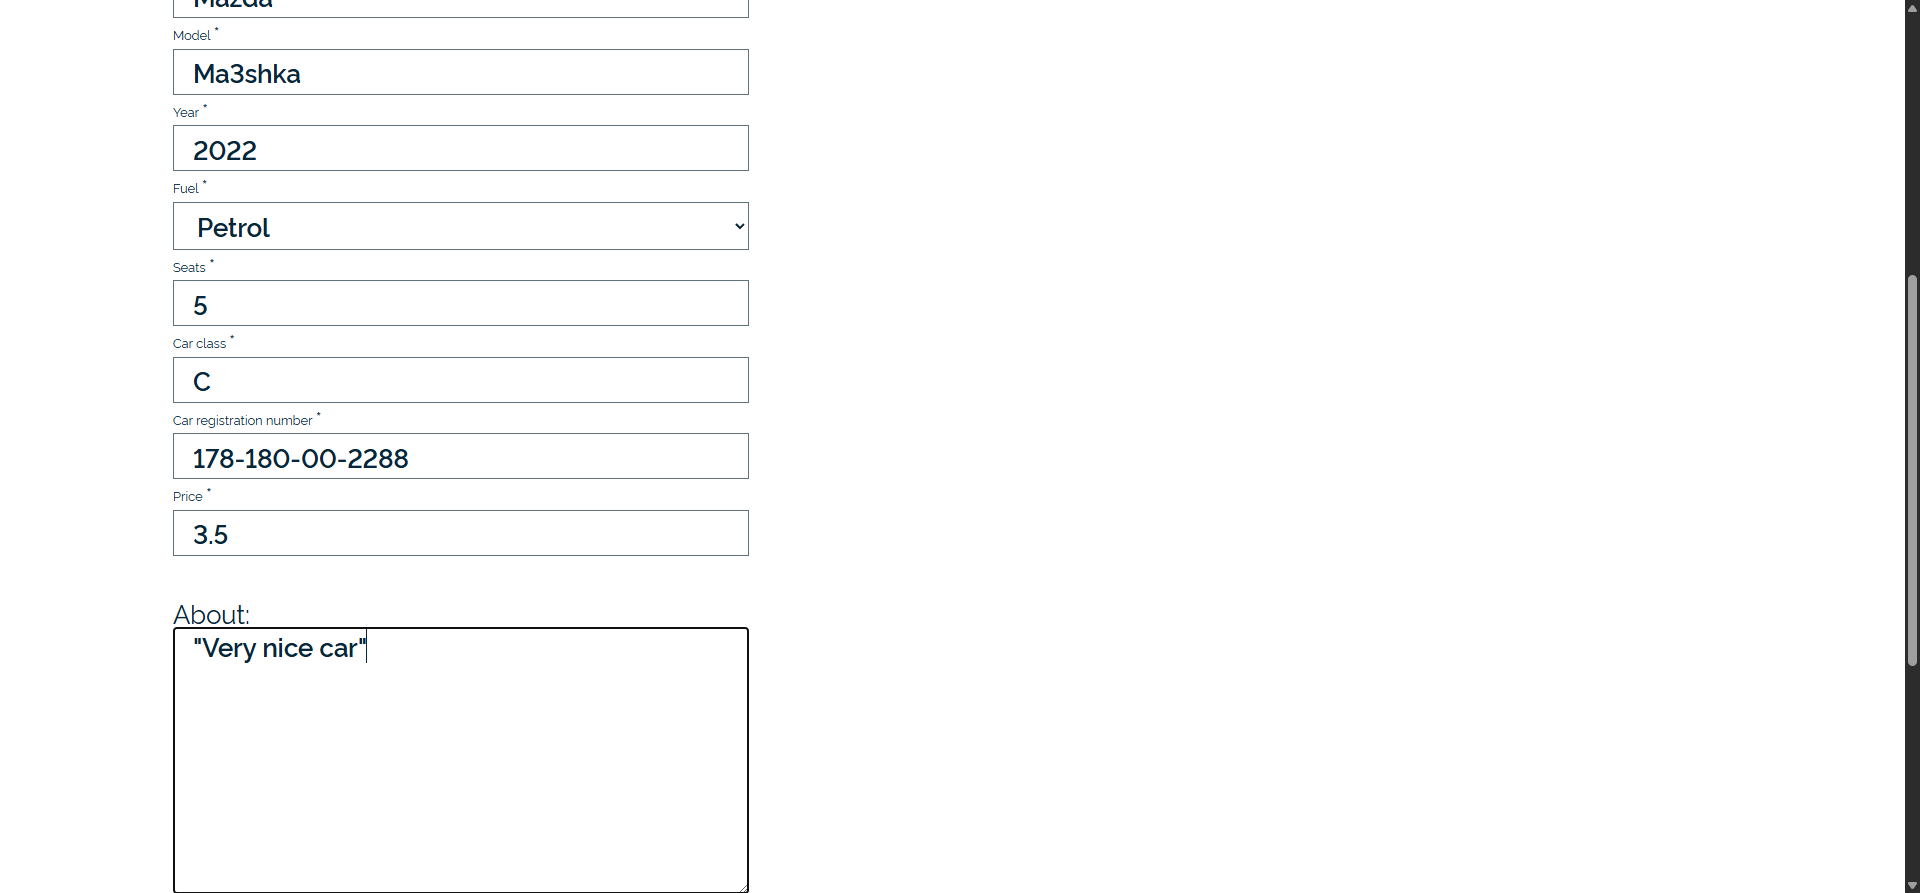 Mazda
Model *
Ma3shka
Year *
2022
Fuel *
Petrol
Seats *
5
Car class *
C
Car registration number *
178-180-00-2288
Price *
3.5
About:
"Very nice car"